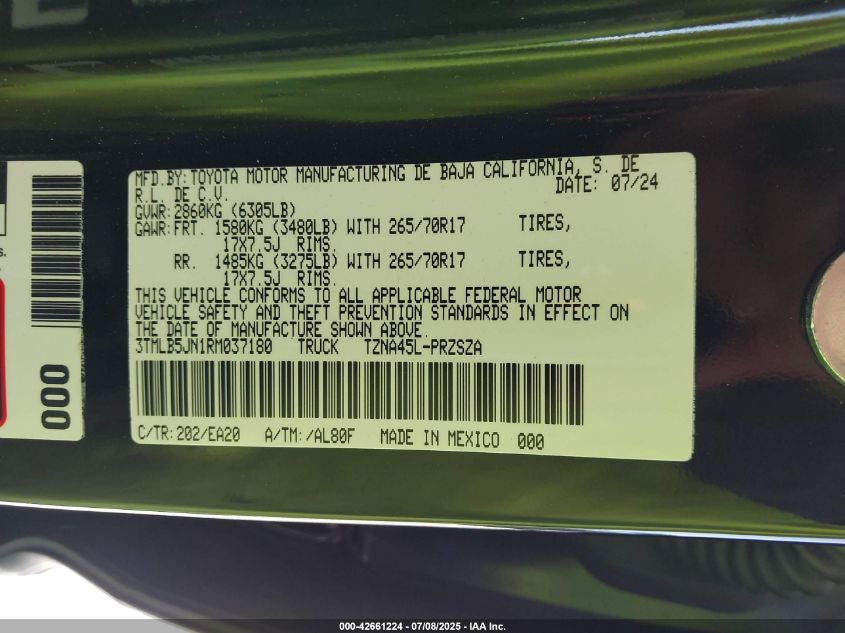 MFD.BY:TOYOTA MOTOR MANUFACTURING DE BAJA CALIFORNIA, S. DE
R.L. DE C.V. DATE: 07/24
GVWR:2860KG (6305LB)
GAWR:FRT. 1580KG (3480LB) WITH 265/70R17 TIRES,
17X7.5J RIMS.
RR. 1485KG (3275LB) WITH 265/70R17 TIRES,
17X7.5J RIMS.
THIS VEHICLE CONFORMS TO ALL APPLICABLE FEDERAL MOTOR
VEHICLE SAFETY AND THEFT PREVENTION STANDARDS IN EFFECT ON
THE DATE OF MANUFACTURE SHOWN ABOVE.
3TMLB5JN1RM037180 TRUCK TZNA45L-PRZSZA
C/TR:202/EA20 A/TM:/AL80F MADE IN MEXICO 000
000
000-42661224 - 07/08/2025 - IAA Inc.